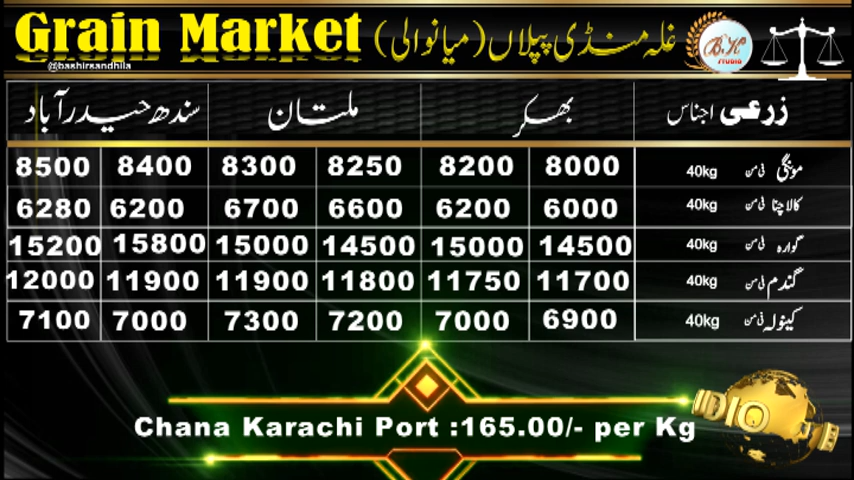 Grain Market غلہ منڈی پپلاں (میانوالی)
@bashirsandhila
B.H STUDIO
زرعی اجناس بھکر ملتان سندھ حیدرآباد
مونگی فی من 40kg 8000 8200 8250 8300 8400 8500
کالا چنا فی من 40kg 6000 6200 6600 6700 6200 6280
گوارہ فی من 40kg 14500 15000 14500 15000 15800 15200
گندم فی من 40kg 11700 11750 11800 11900 11900 12000
کینولہ فی من 40kg 6900 7000 7200 7300 7000 7100
Chana Karachi Port :165.00/- per Kg